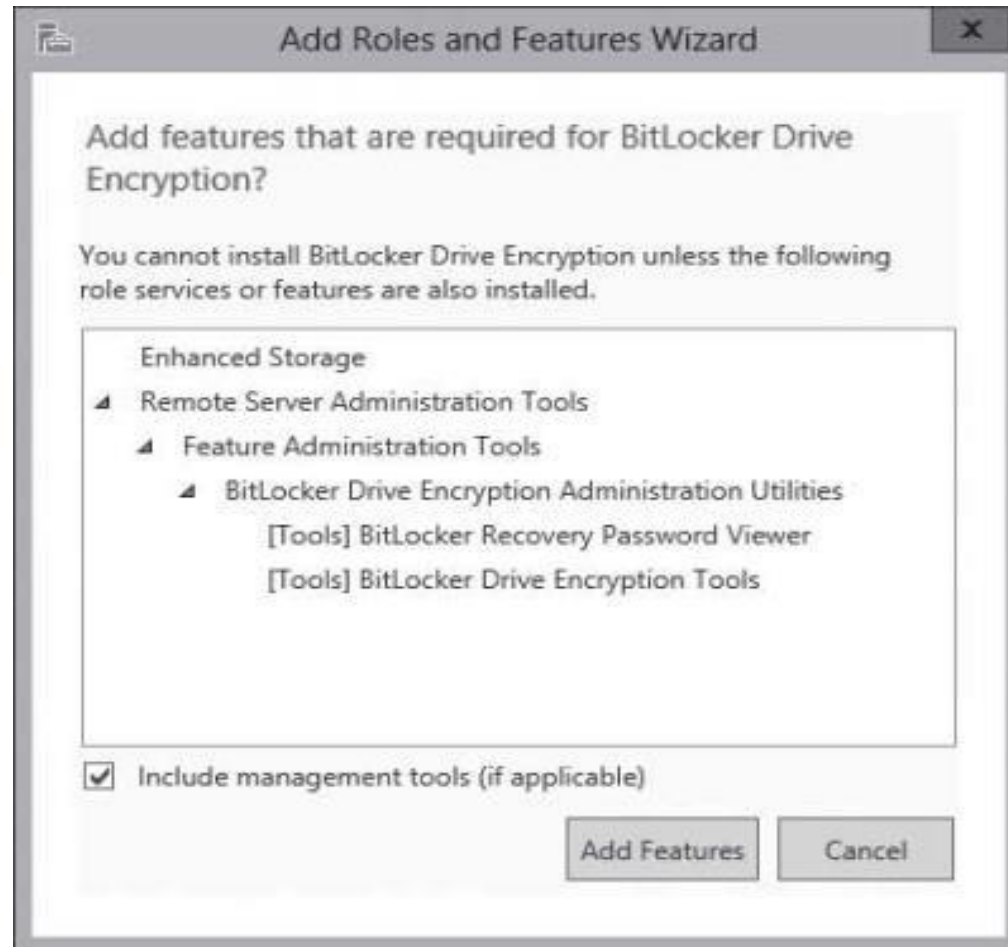 Add Roles and Features Wizard
Add features that are required for BitLocker Drive
Encryption?
You cannot install BitLocker Drive Encryption unless the following
role services or features are also installed.
Enhanced Storage
Remote Server Administration Tools
Feature Administration Tools
BitLocker Drive Encryption Administration Utilities
[Tools] BitLocker Recovery Password Viewer
[Tools] BitLocker Drive Encryption Tools
Include management tools (if applicable)
Add Features
Cancel